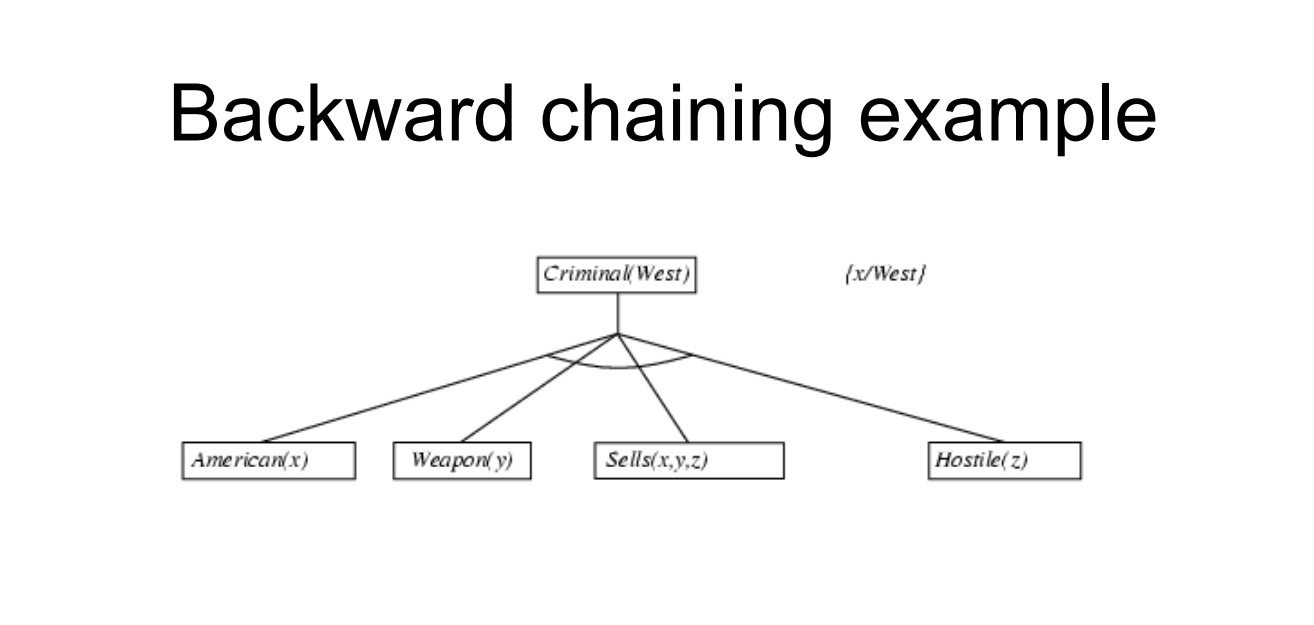 Backward chaining example
Criminal(West) {x/West}
American(x) Weapon(y) Sells(x,y,z) Hostile(z)